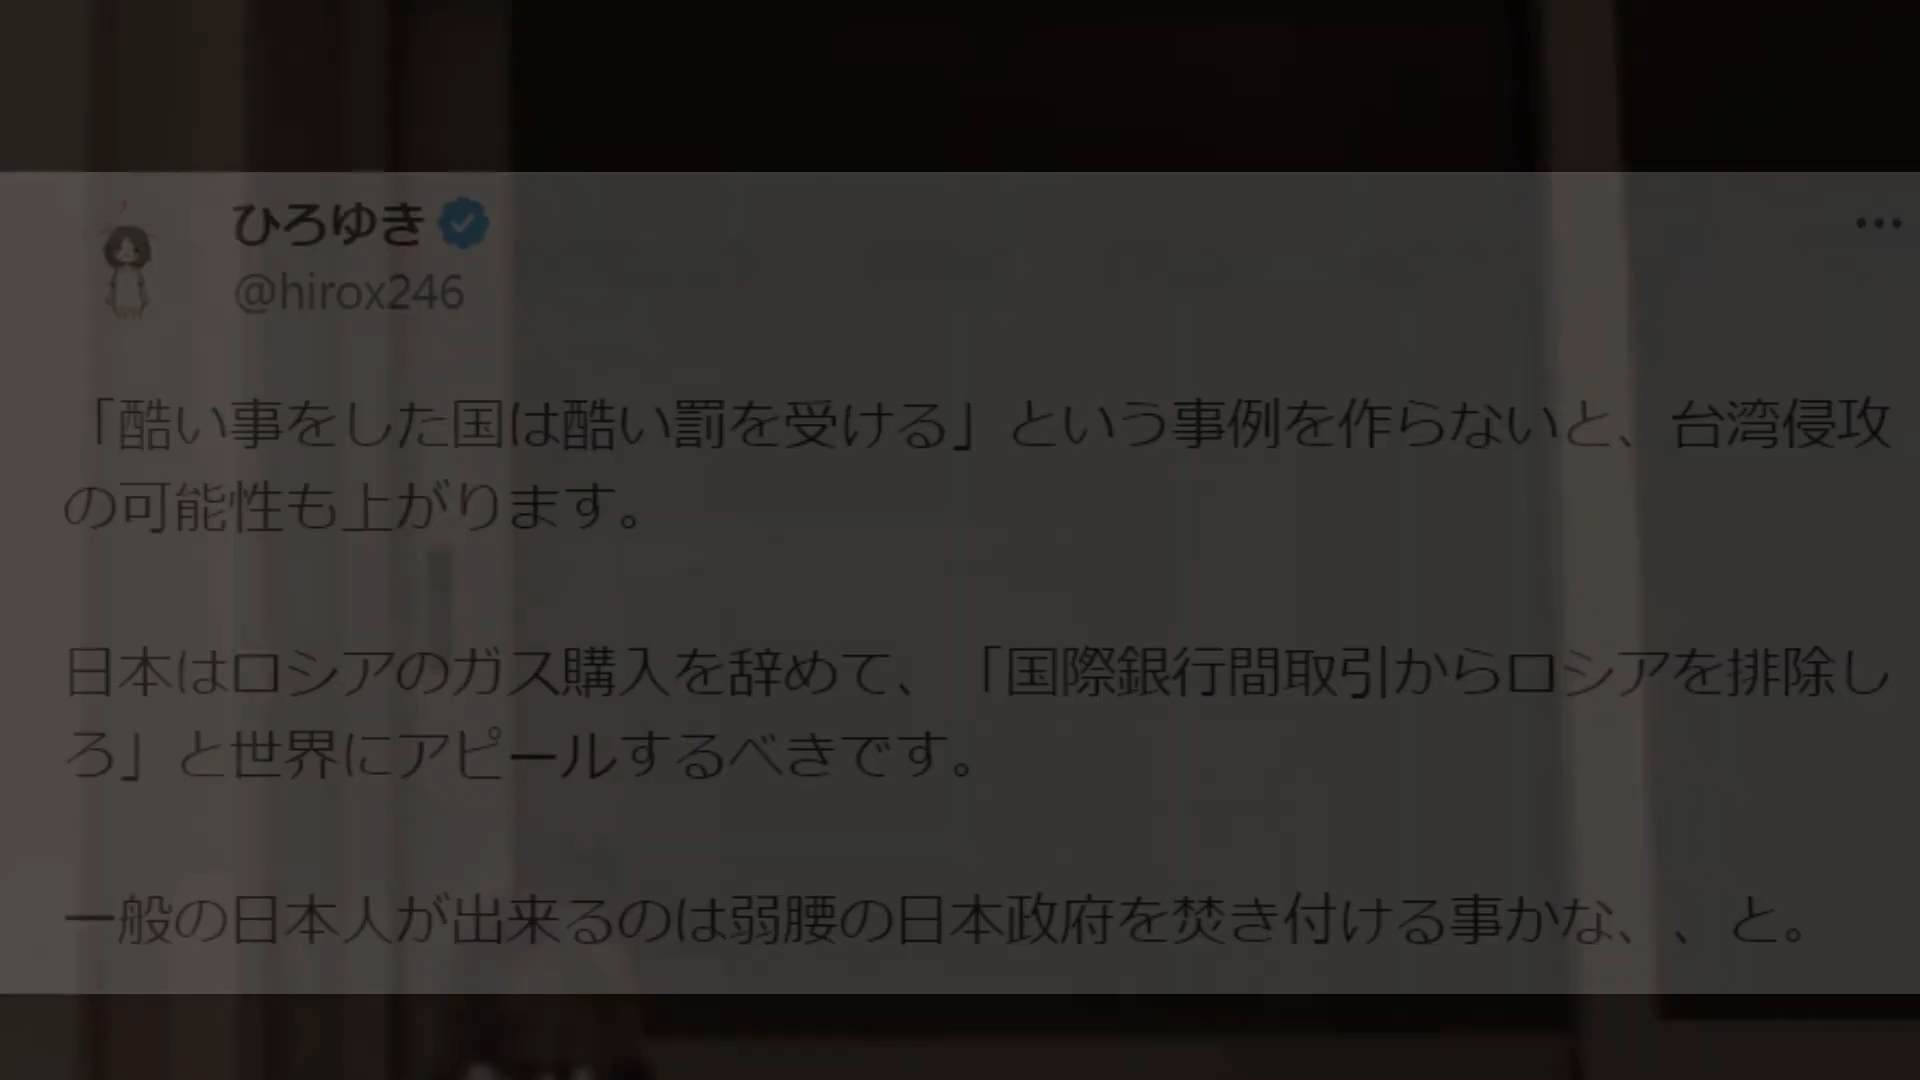 ひろゆき
@hirox246
「酷い事をした国は酷い罰を受ける」という事例を作らないと、台湾侵攻
の可能性も上がります。
日本はロシアのガス購入を辞めて、「国際銀行間取引からロシアを排除し
ろ」と世界にアピールするべきです。
一般の日本人が出来るのは弱腰の日本政府を焚き付ける事かな、、と。